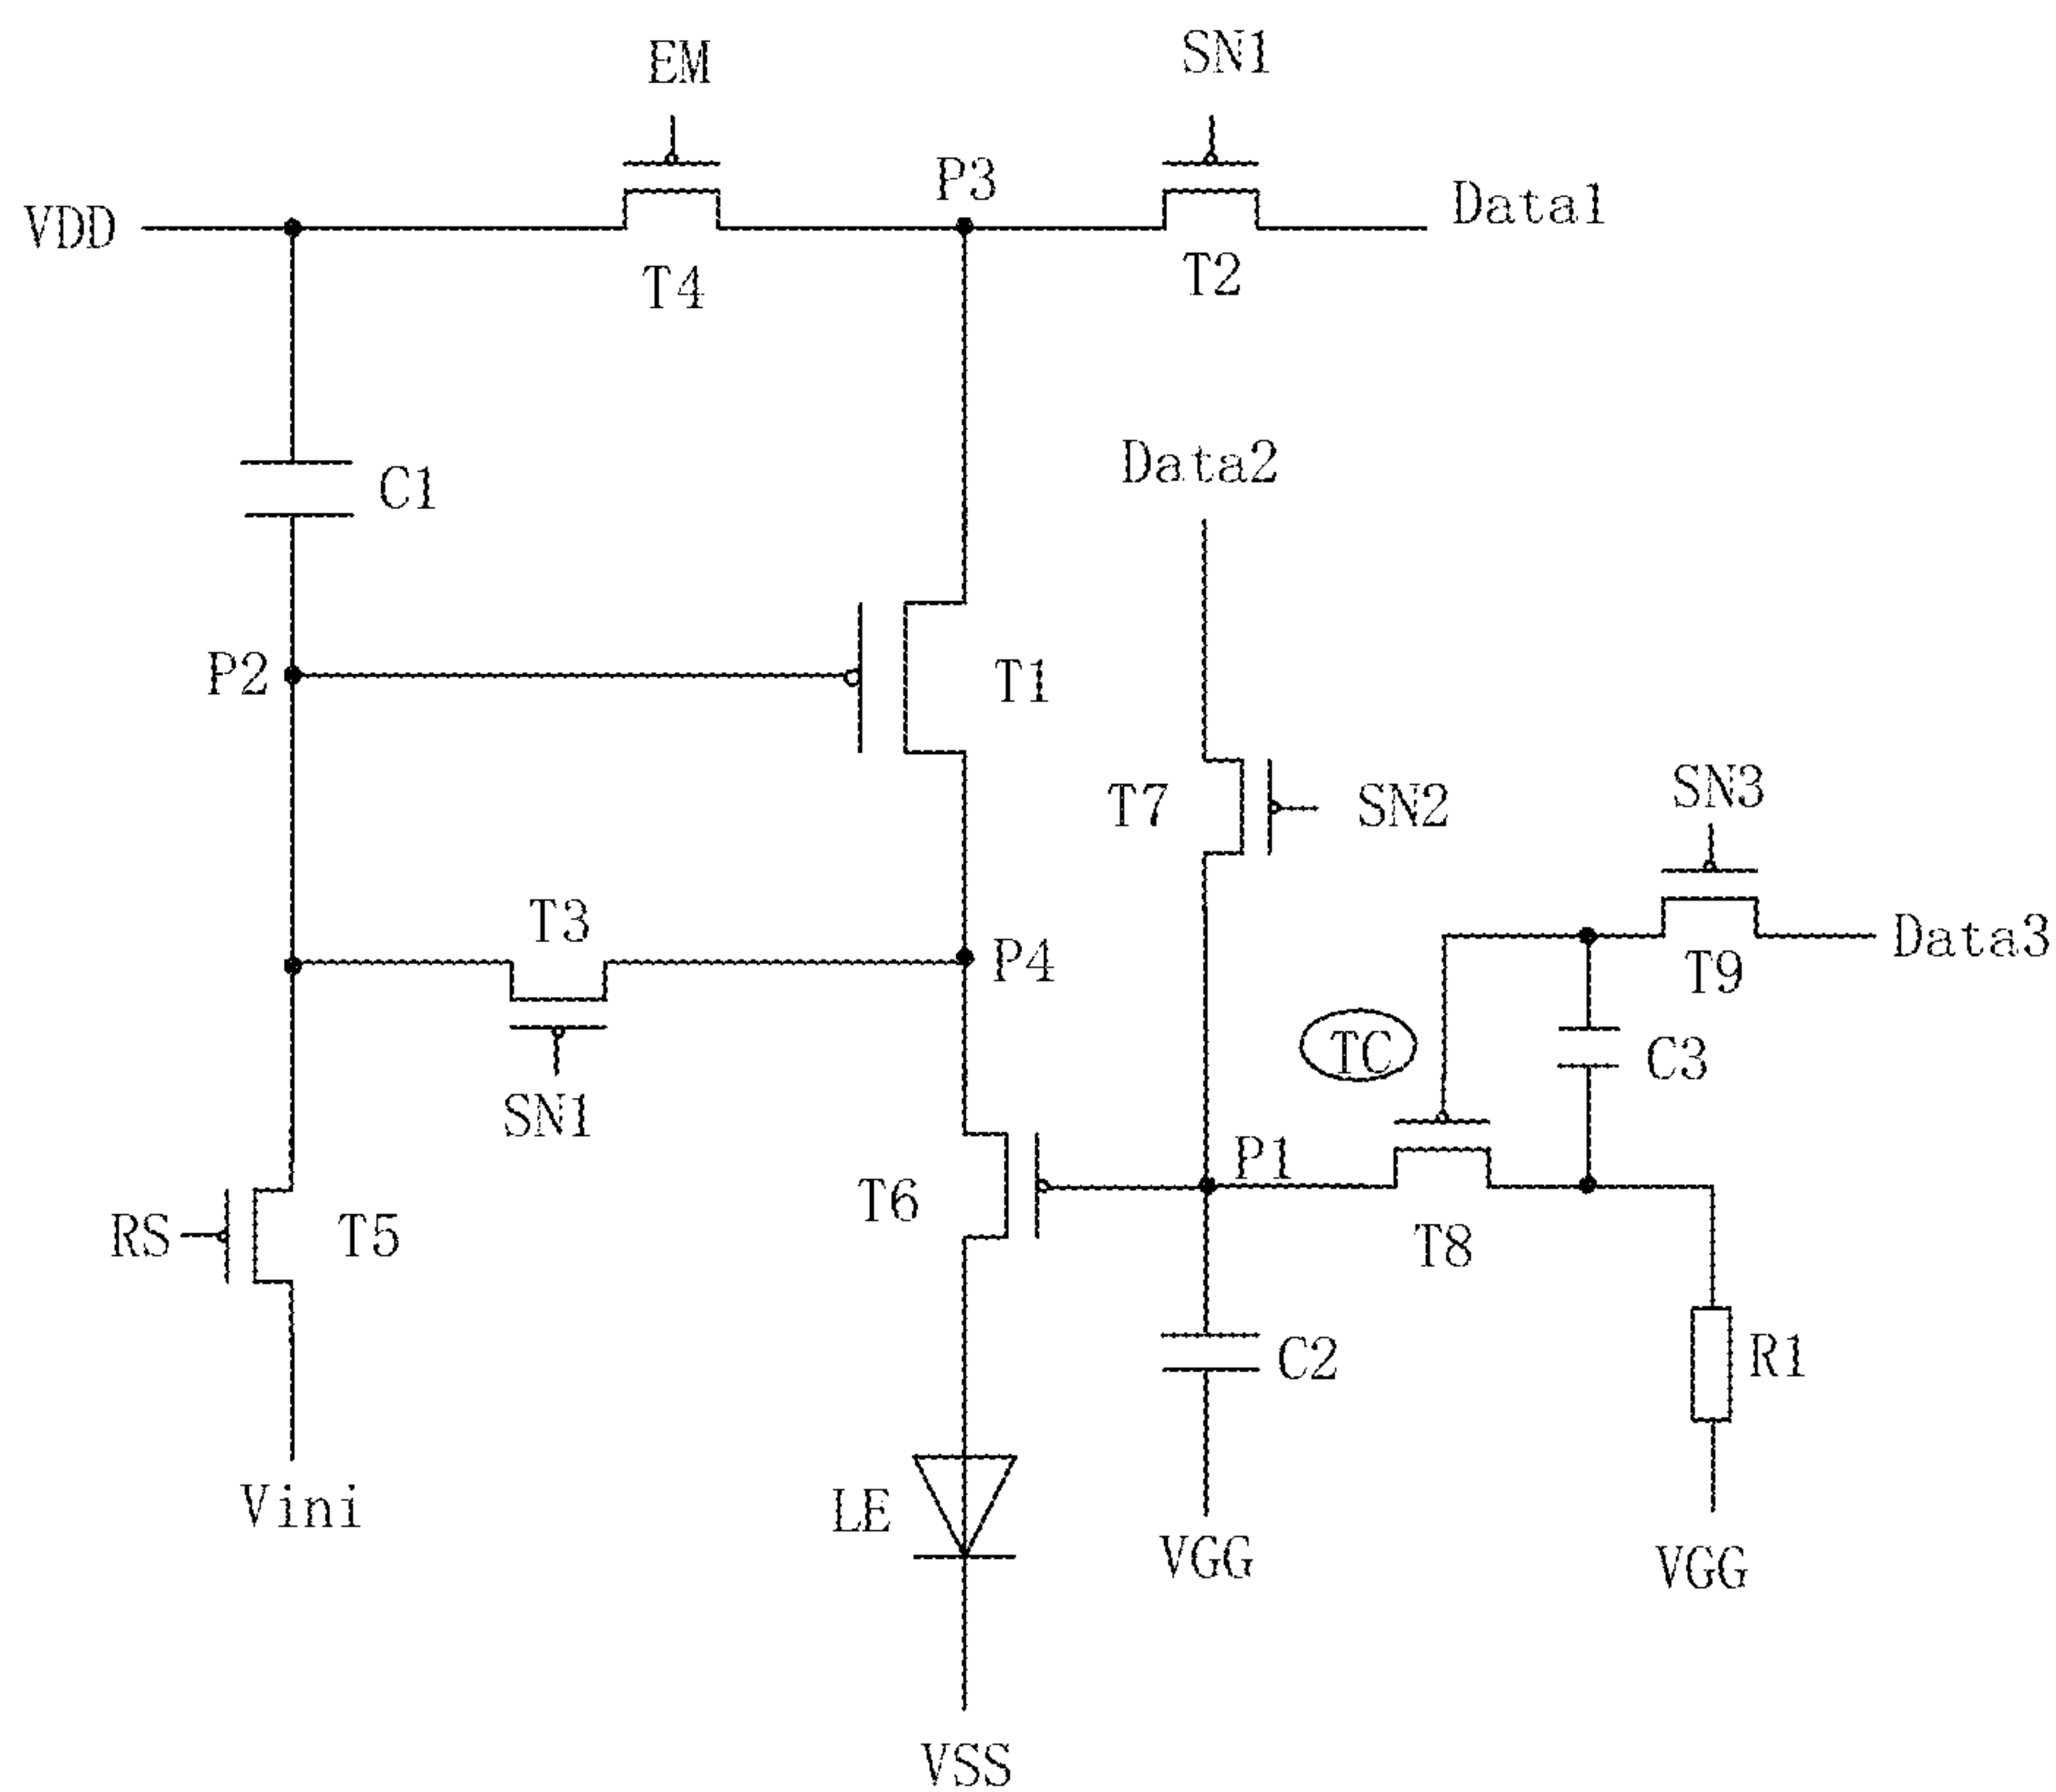 EM
SN1
P3
VDD
Data1
T4
T2
Data2
C1
P2
T1
T7
SN2
SN3
T3
P4
Data3
T9
TC
C3
SN1
P1
T6
RS
T5
T8
C2
R1
Vini
LE
VGG
VGG
VSS